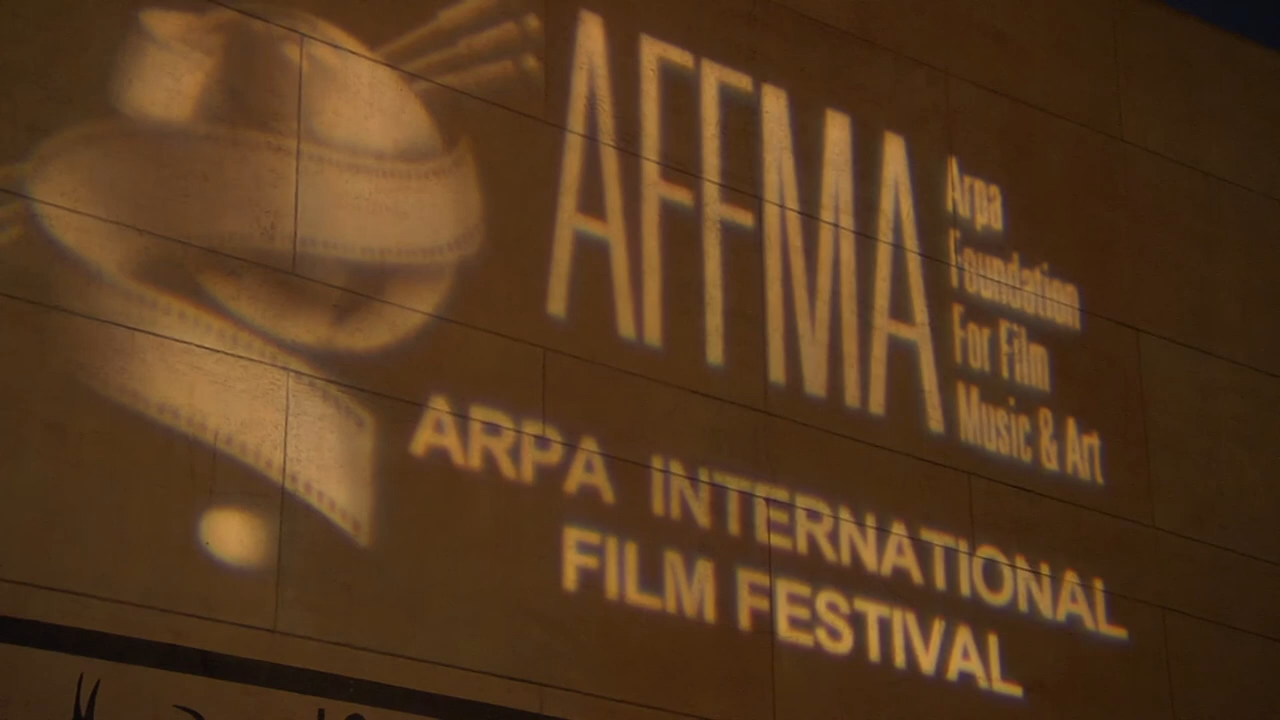 AFFMA
Arpa
Foundation
For Film
Music & Art
ARPA INTERNATIONAL
FILM FESTIVAL